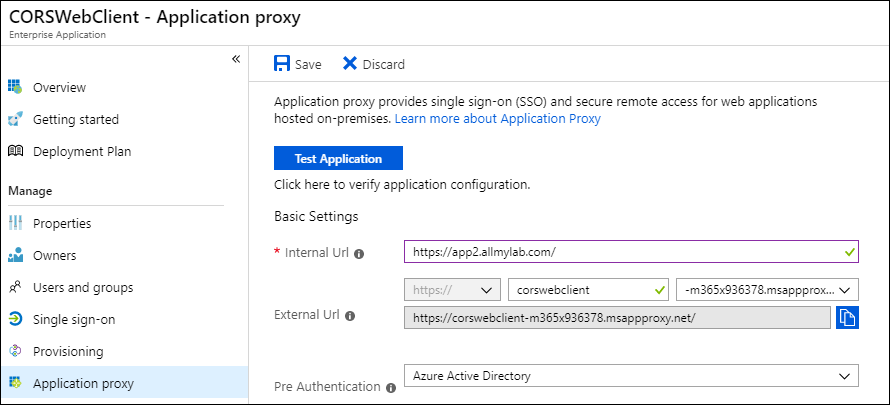 CORSWebClient - Application proxy
Enterprise Application
«
Overview
Getting started
Deployment Plan
Manage
Properties
Owners
Users and groups
Single sign-on
Provisioning
Application proxy
Save Discard
Application proxy provides single sign-on (SSO) and secure remote access for web applications
hosted on-premises. Learn more about Application Proxy
Test Application
Click here to verify application configuration.
Basic Settings
* Internal Url https://app2.allmylab.com/
https:// corswebclient -m365x936378.msappprox...
External Url https://corswebclient-m365x936378.msappproxy.net/
Pre Authentication Azure Active Directory